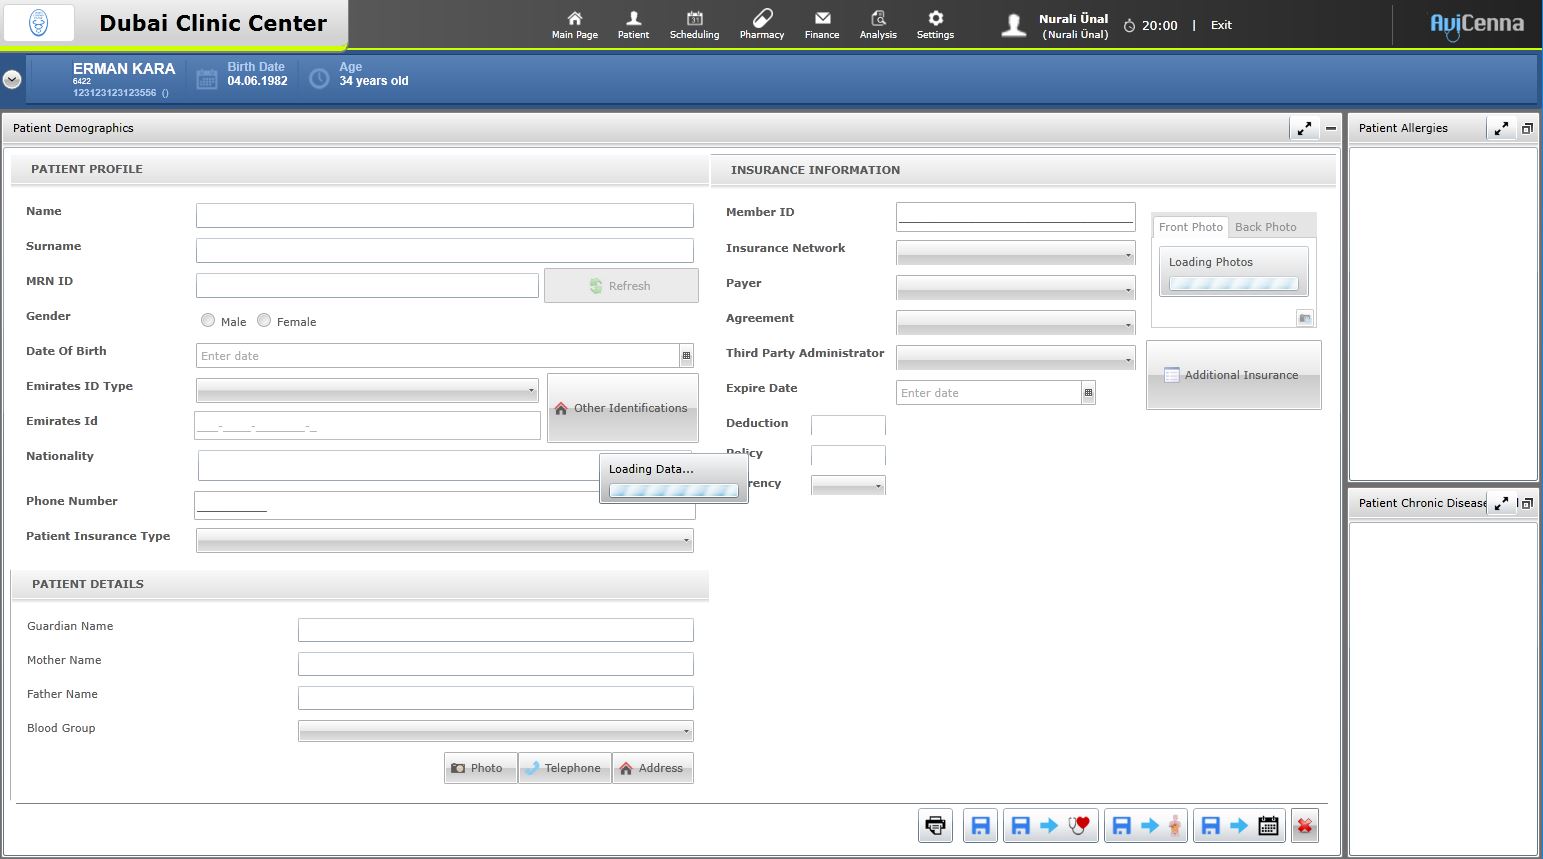 Dubai Clinic Center
31
Main Page Patient Scheduling Pharmacy Finance Analysis Settings
Nurali Ünal
(Nurali Ünal)
20:00 | Exit
AviCenna
ERMAN KARA
6422
123123123123556 ()
Birth Date
04.06.1982
Age
34 years old
Patient Demographics
PATIENT PROFILE
Name
Surname
MRN ID
Refresh
Gender
Male Female
Date Of Birth
Enter date
Emirates ID Type
Other Identifications
Emirates Id
___-____-_______-_
Nationality
Phone Number
Patient Insurance Type
Loading Data...
PATIENT DETAILS
Guardian Name
Mother Name
Father Name
Blood Group
Photo Telephone Address
INSURANCE INFORMATION
Member ID
Insurance Network
Payer
Agreement
Third Party Administrator
Expire Date
Enter date
Deduction
Front Photo Back Photo
Loading Photos
Additional Insurance
Patient Allergies
Patient Chronic Disease